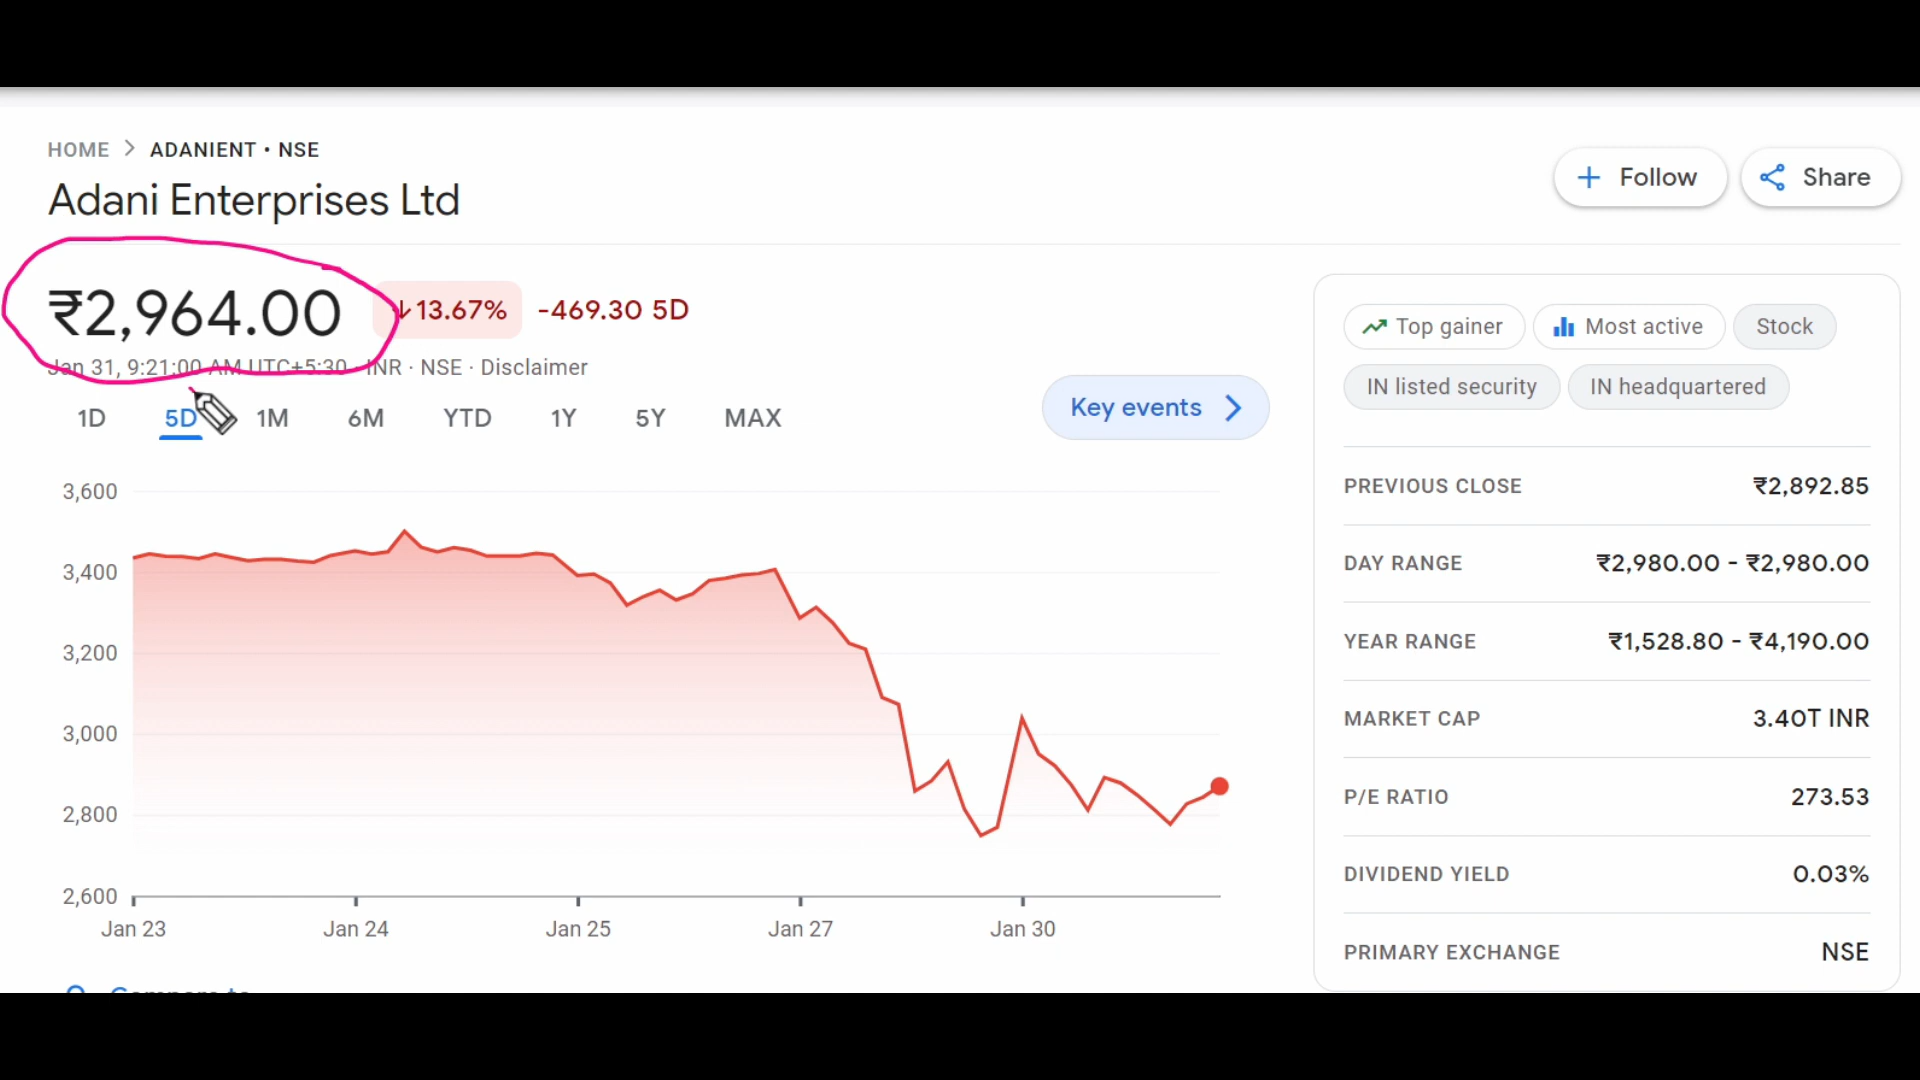 HOME > ADANIENT • NSE
Adani Enterprises Ltd
+ Follow
Share
₹2,964.00
↓13.67%
-469.30 5D
Jan 31, 9:21:00 AM UTC+5:30 · INR · NSE · Disclaimer
1D 5D 1M 6M YTD 1Y 5Y MAX
Key events >
3,600
3,400
3,200
3,000
2,800
2,600
Jan 23 Jan 24 Jan 25 Jan 27 Jan 30
Top gainer
Most active
Stock
IN listed security
IN headquartered
PREVIOUS CLOSE ₹2,892.85
DAY RANGE ₹2,980.00 - ₹2,980.00
YEAR RANGE ₹1,528.80 - ₹4,190.00
MARKET CAP 3.40T INR
P/E RATIO 273.53
DIVIDEND YIELD 0.03%
PRIMARY EXCHANGE NSE